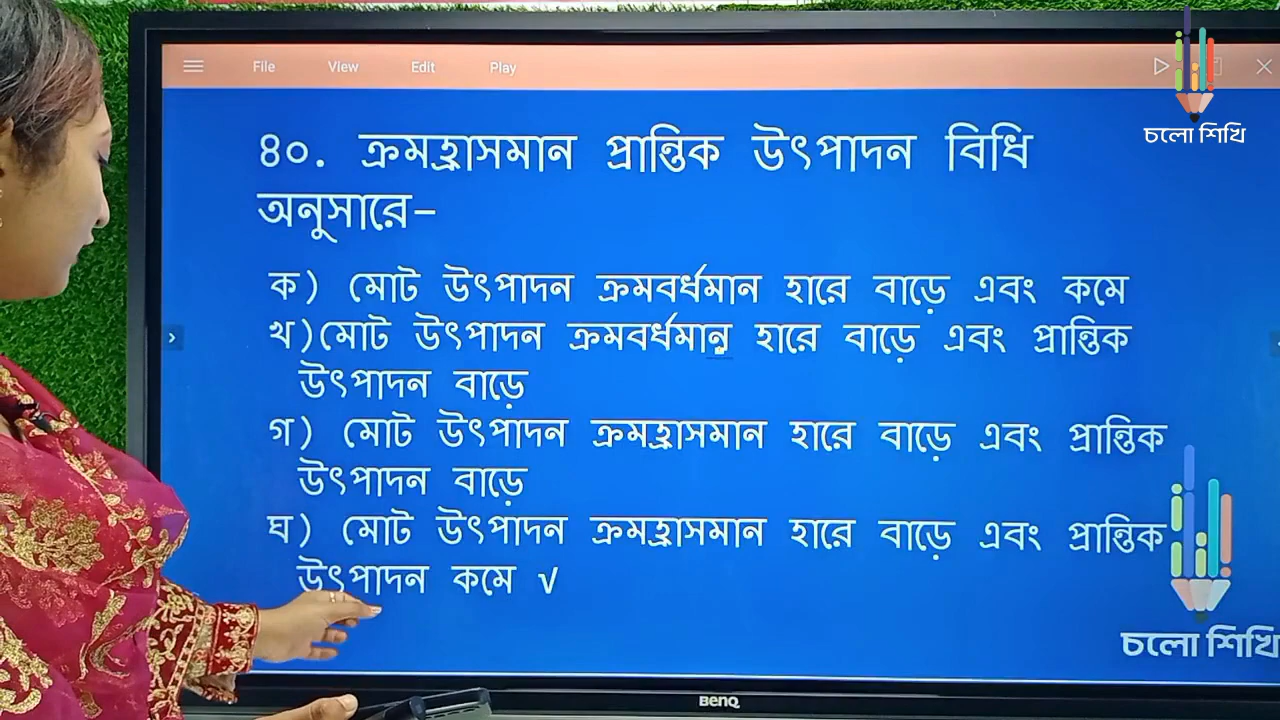 File View Edit Play
চলো শিখি
৪০. ক্রমহ্রাসমান প্রান্তিক উৎপাদন বিধি
অনুসারে-
ক) মোট উৎপাদন ক্রমবর্ধমান হারে বাড়ে এবং কমে
খ)মোট উৎপাদন ক্রমবর্ধমান হারে বাড়ে এবং প্রান্তিক
উৎপাদন বাড়ে
গ) মোট উৎপাদন ক্রমহ্রাসমান হারে বাড়ে এবং প্রান্তিক
উৎপাদন বাড়ে
ঘ) মোট উৎপাদন ক্রমহ্রাসমান হারে বাড়ে এবং প্রান্তিক
উৎপাদন কমে √
চলো শিখি
BenQ